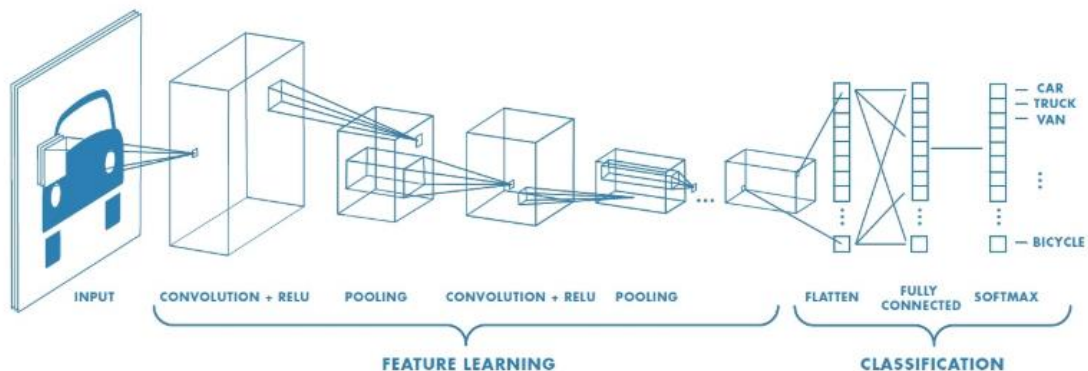 CAR
TRUCK
VAN
BICYCLE
INPUT
CONVOLUTION + RELU
POOLING
CONVOLUTION + RELU
POOLING
FLATTEN
FULLY
CONNECTED
SOFTMAX
FEATURE LEARNING
CLASSIFICATION